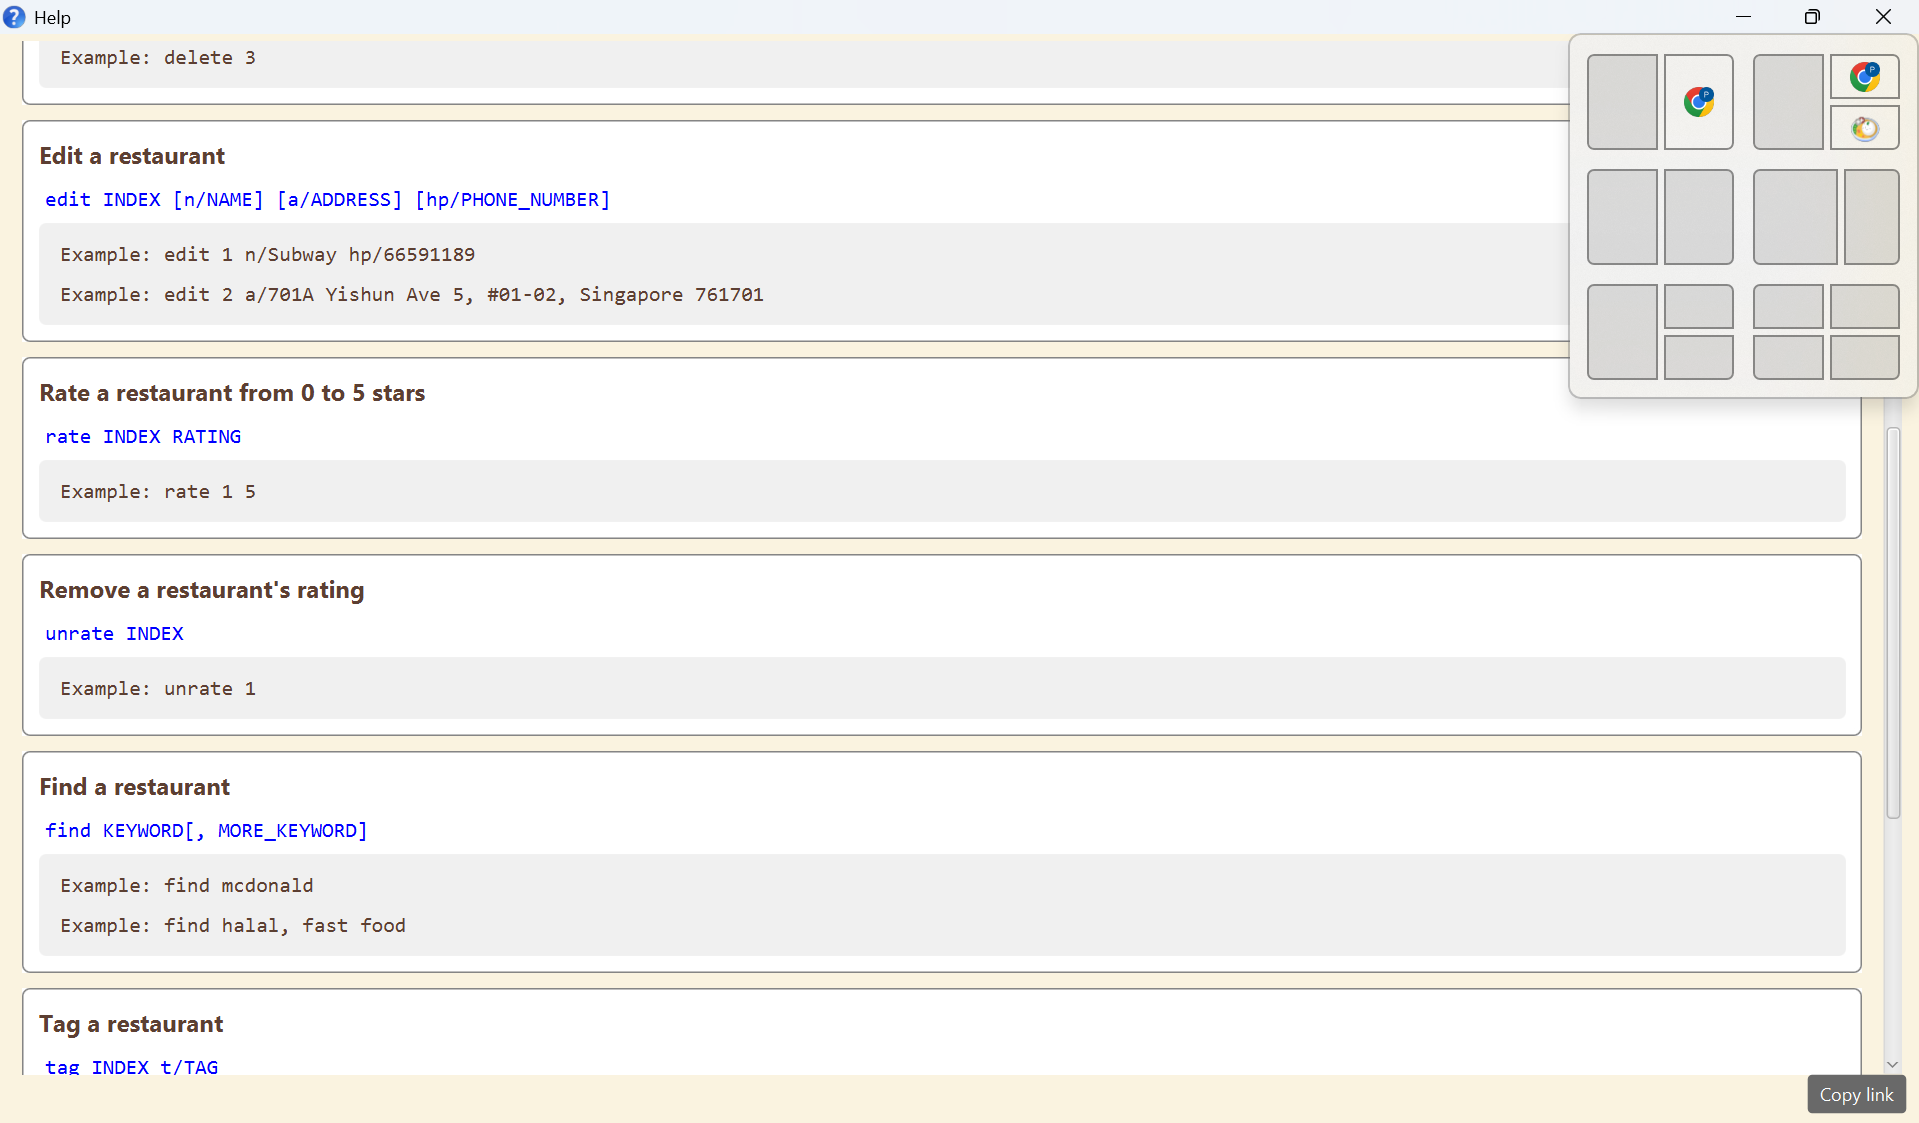 Help
Example: delete 3
Edit a restaurant
edit INDEX [n/NAME] [a/ADDRESS] [hp/PHONE_NUMBER]
Example: edit 1 n/Subway hp/66591189
Example: edit 2 a/701A Yishun Ave 5, #01-02, Singapore 761701
Rate a restaurant from 0 to 5 stars
rate INDEX RATING
Example: rate 1 5
Remove a restaurant's rating
unrate INDEX
Example: unrate 1
Find a restaurant
find KEYWORD[, MORE_KEYWORD]
Example: find mcdonald
Example: find halal, fast food
Tag a restaurant
tag INDEX t/TAG
Copy link